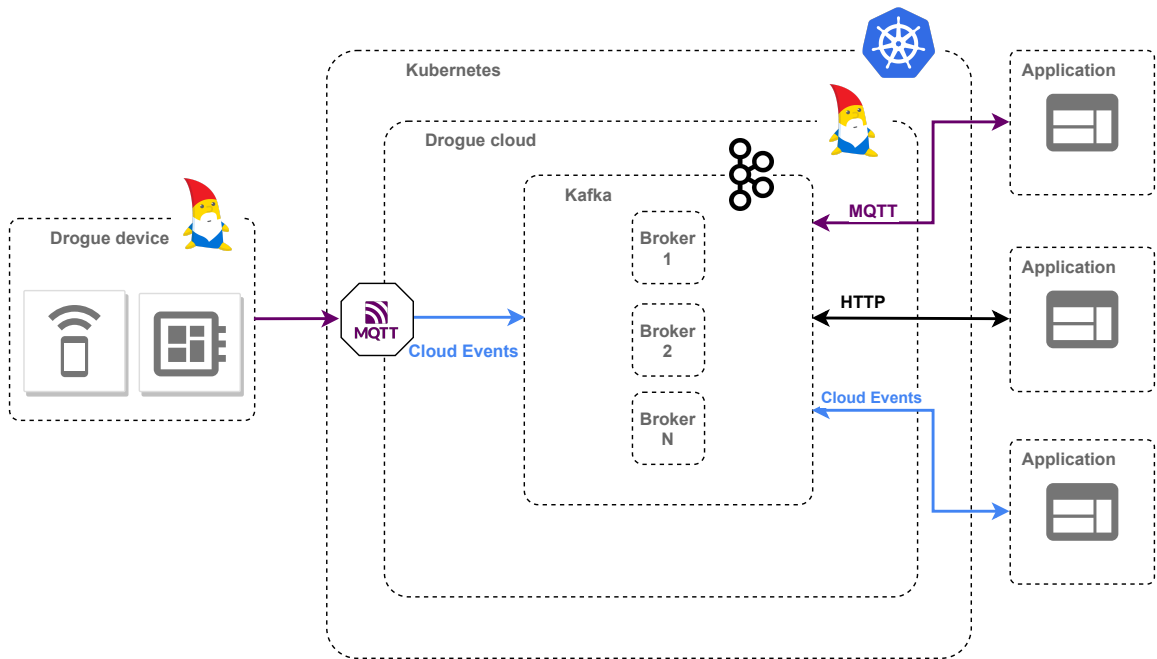 Kubernetes
Application
Drogue cloud
Kafka
MQTT
Drogue device
Broker
1
Application
HTTP
MQTT
Cloud Events
Broker
2
Cloud Events
Broker
N
Application